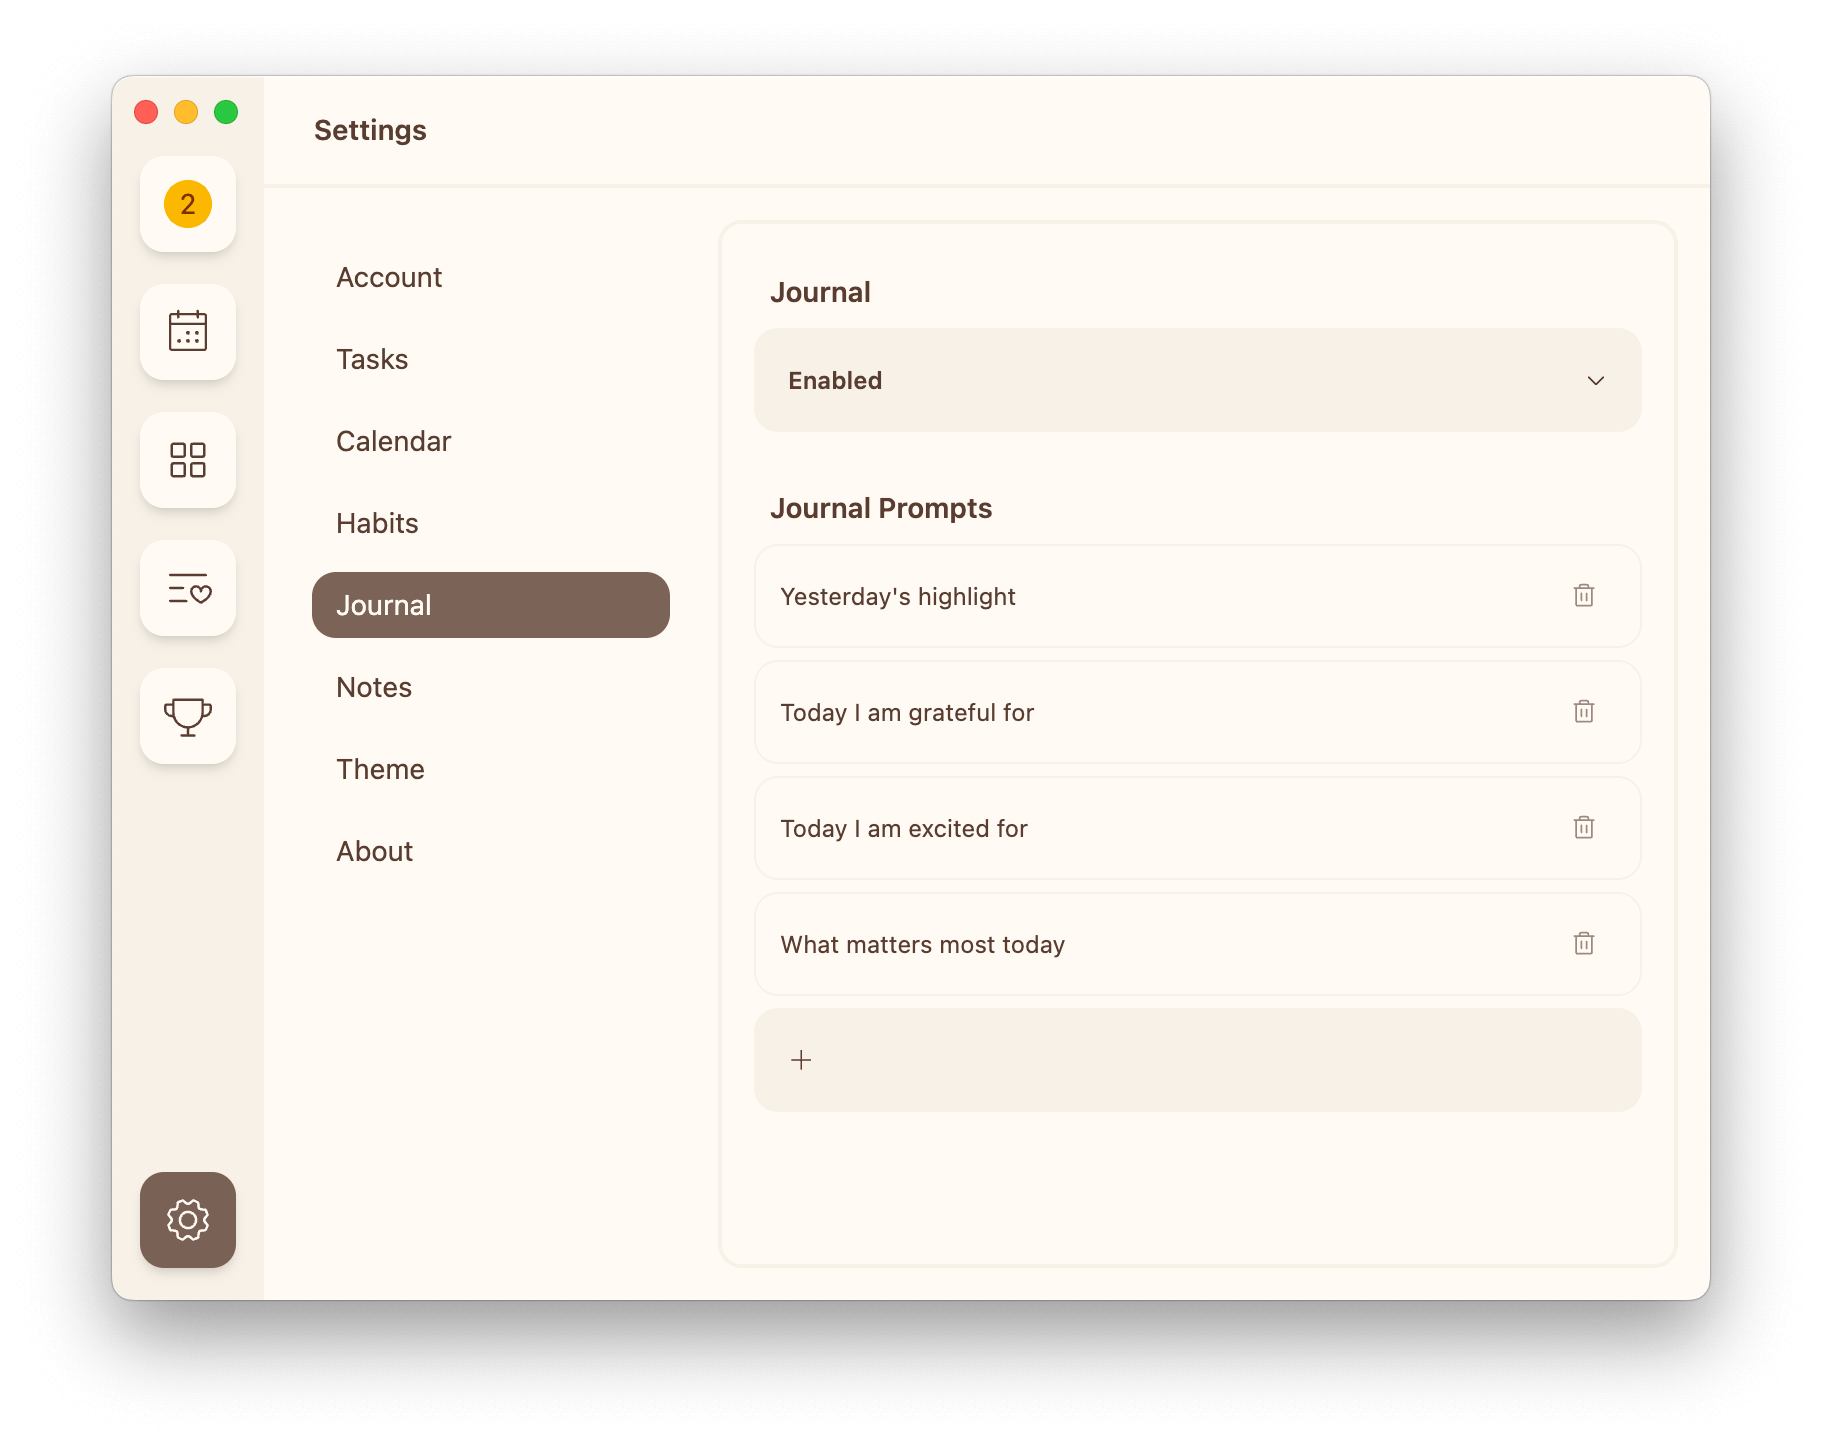 2
Settings
Account
Tasks
Calendar
Habits
Journal
Notes
Theme
About
Journal
Enabled
Journal Prompts
Yesterday's highlight
Today I am grateful for
Today I am excited for
What matters most today